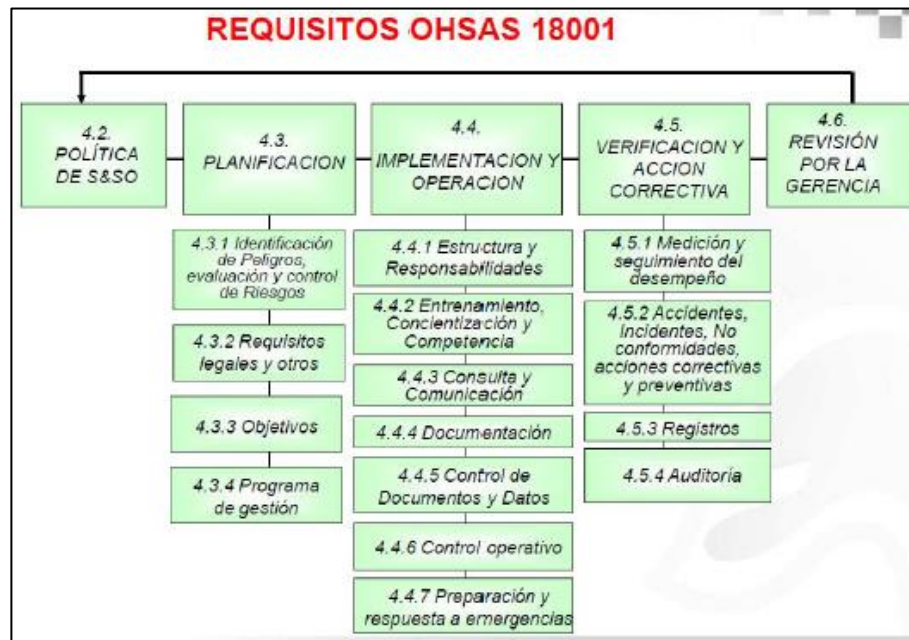 REQUISITOS OHSAS 18001
4.2.
POLÍTICA
DE S&SO
4.3.
PLANIFICACION
4.4.
IMPLEMENTACION Y
OPERACION
4.5.
VERIFICACION Y
ACCION
CORRECTIVA
4.6.
REVISIÓN
POR LA
GERENCIA
4.3.1 Identificación
de Peligros,
evaluación y control
de Riesgos
4.3.2 Requisitos
legales y otros
4.3.3 Objetivos
4.3.4 Programa
de gestión
4.4.1 Estructura y
Responsabilidades
4.4.2 Entrenamiento,
Concientización y
Competencia
4.4.3 Consulta y
Comunicación
4.4.4 Documentación
4.4.5 Control de
Documentos y Datos
4.4.6 Control operativo
4.4.7 Preparación y
respuesta a emergencias
4.5.1 Medición y
seguimiento del
desempeño
4.5.2 Accidentes,
Incidentes, No
conformidades,
acciones correctivas
y preventivas
4.5.3 Registros
4.5.4 Auditoría